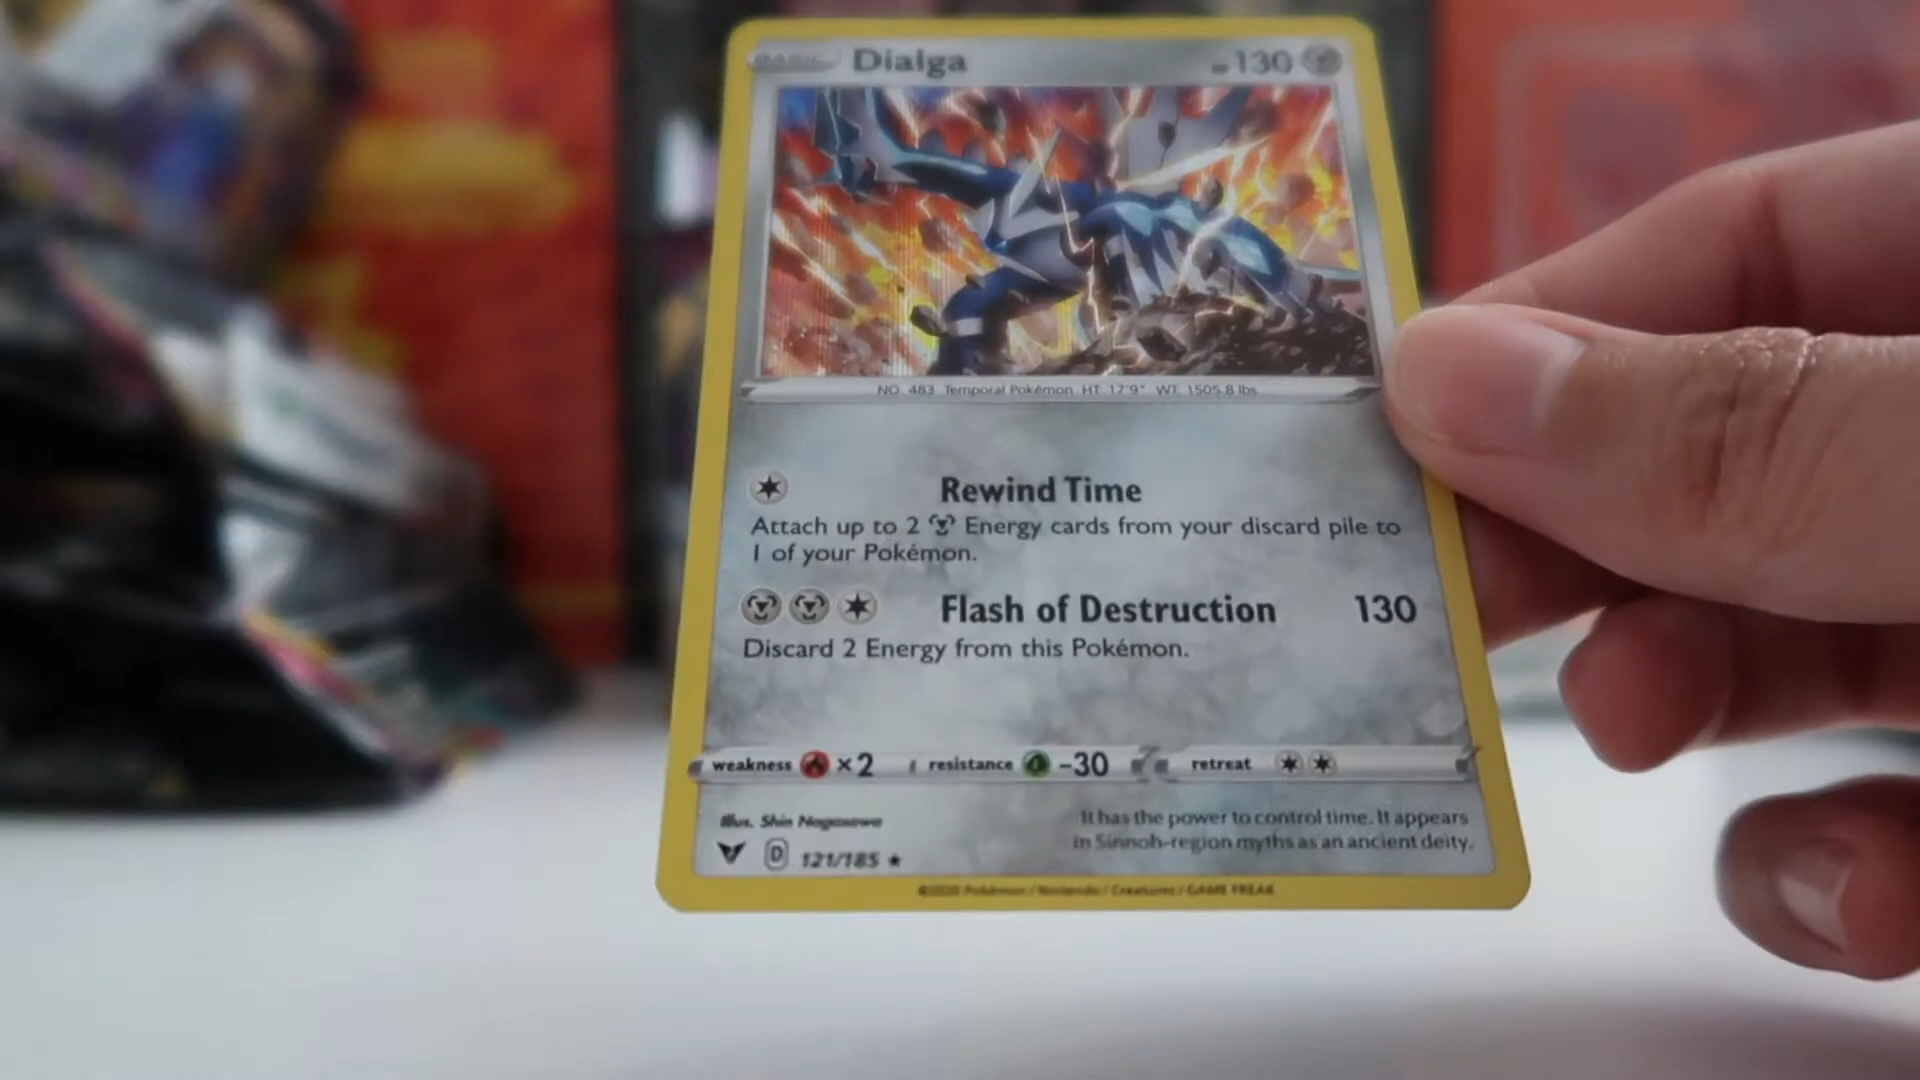 BASIC Dialga HP 130
NO. 483 Temporal Pokémon HT: 17'9" WT: 1505.8 lbs.
Rewind Time
Attach up to 2 Energy cards from your discard pile to
1 of your Pokémon.
Flash of Destruction 130
Discard 2 Energy from this Pokémon.
weakness ×2 resistance -30 retreat
Illus. Shin Nagasawa
It has the power to control time. It appears
in Sinnoh-region myths as an ancient deity.
D 121/185 ★
©2020 Pokémon / Nintendo / Creatures / GAME FREAK